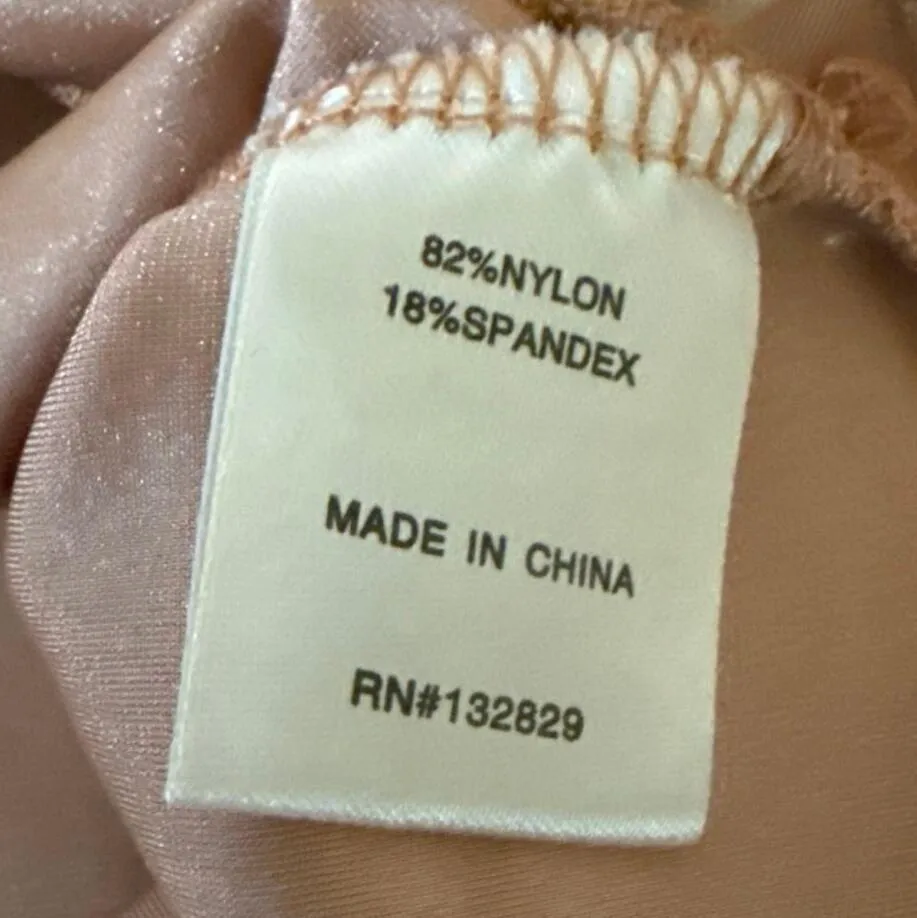 82%NYLON
18%SPANDEX
MADE IN CHINA
RN#132829